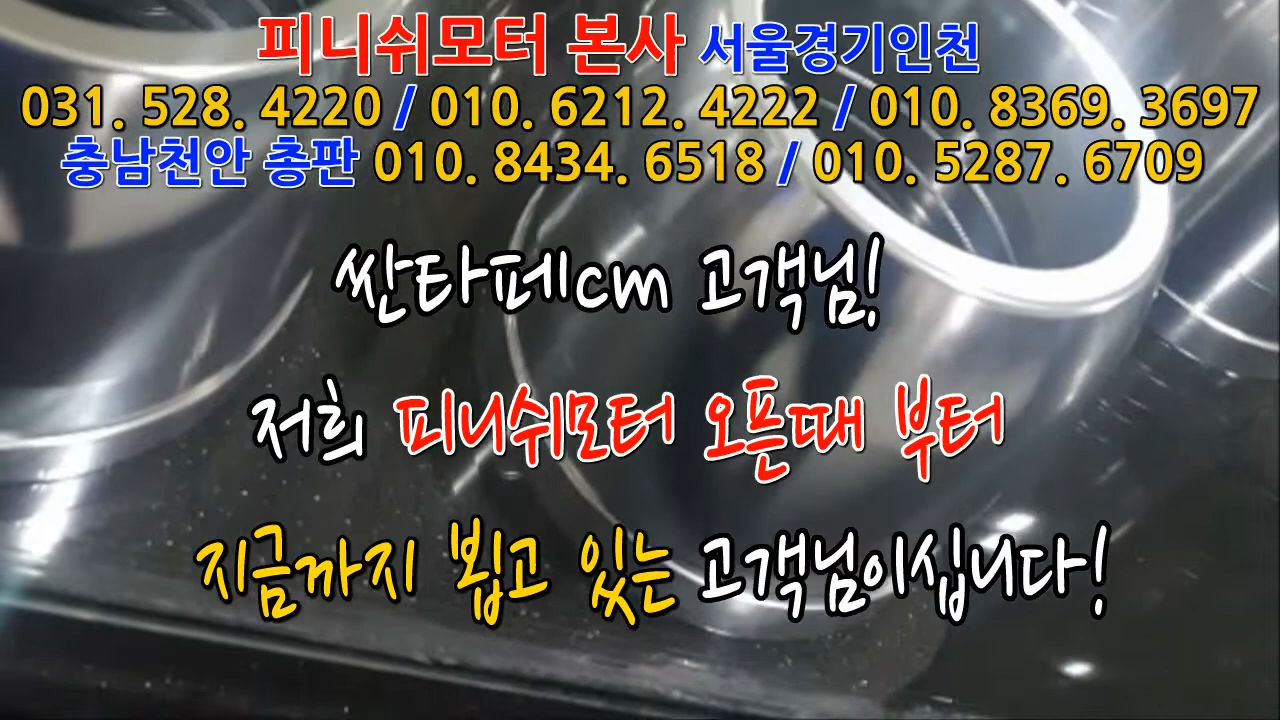 피니쉬모터 본사 서울경기인천
031. 528. 4220 / 010. 6212. 4222 / 010. 8369. 3697
충남천안 총판 010. 8434. 6518 / 010. 5287. 6709
싼타페cm 고객님!
저희 피니쉬모터 오픈때 부터
지금까지 뵙고 있는 고객님이십니다!